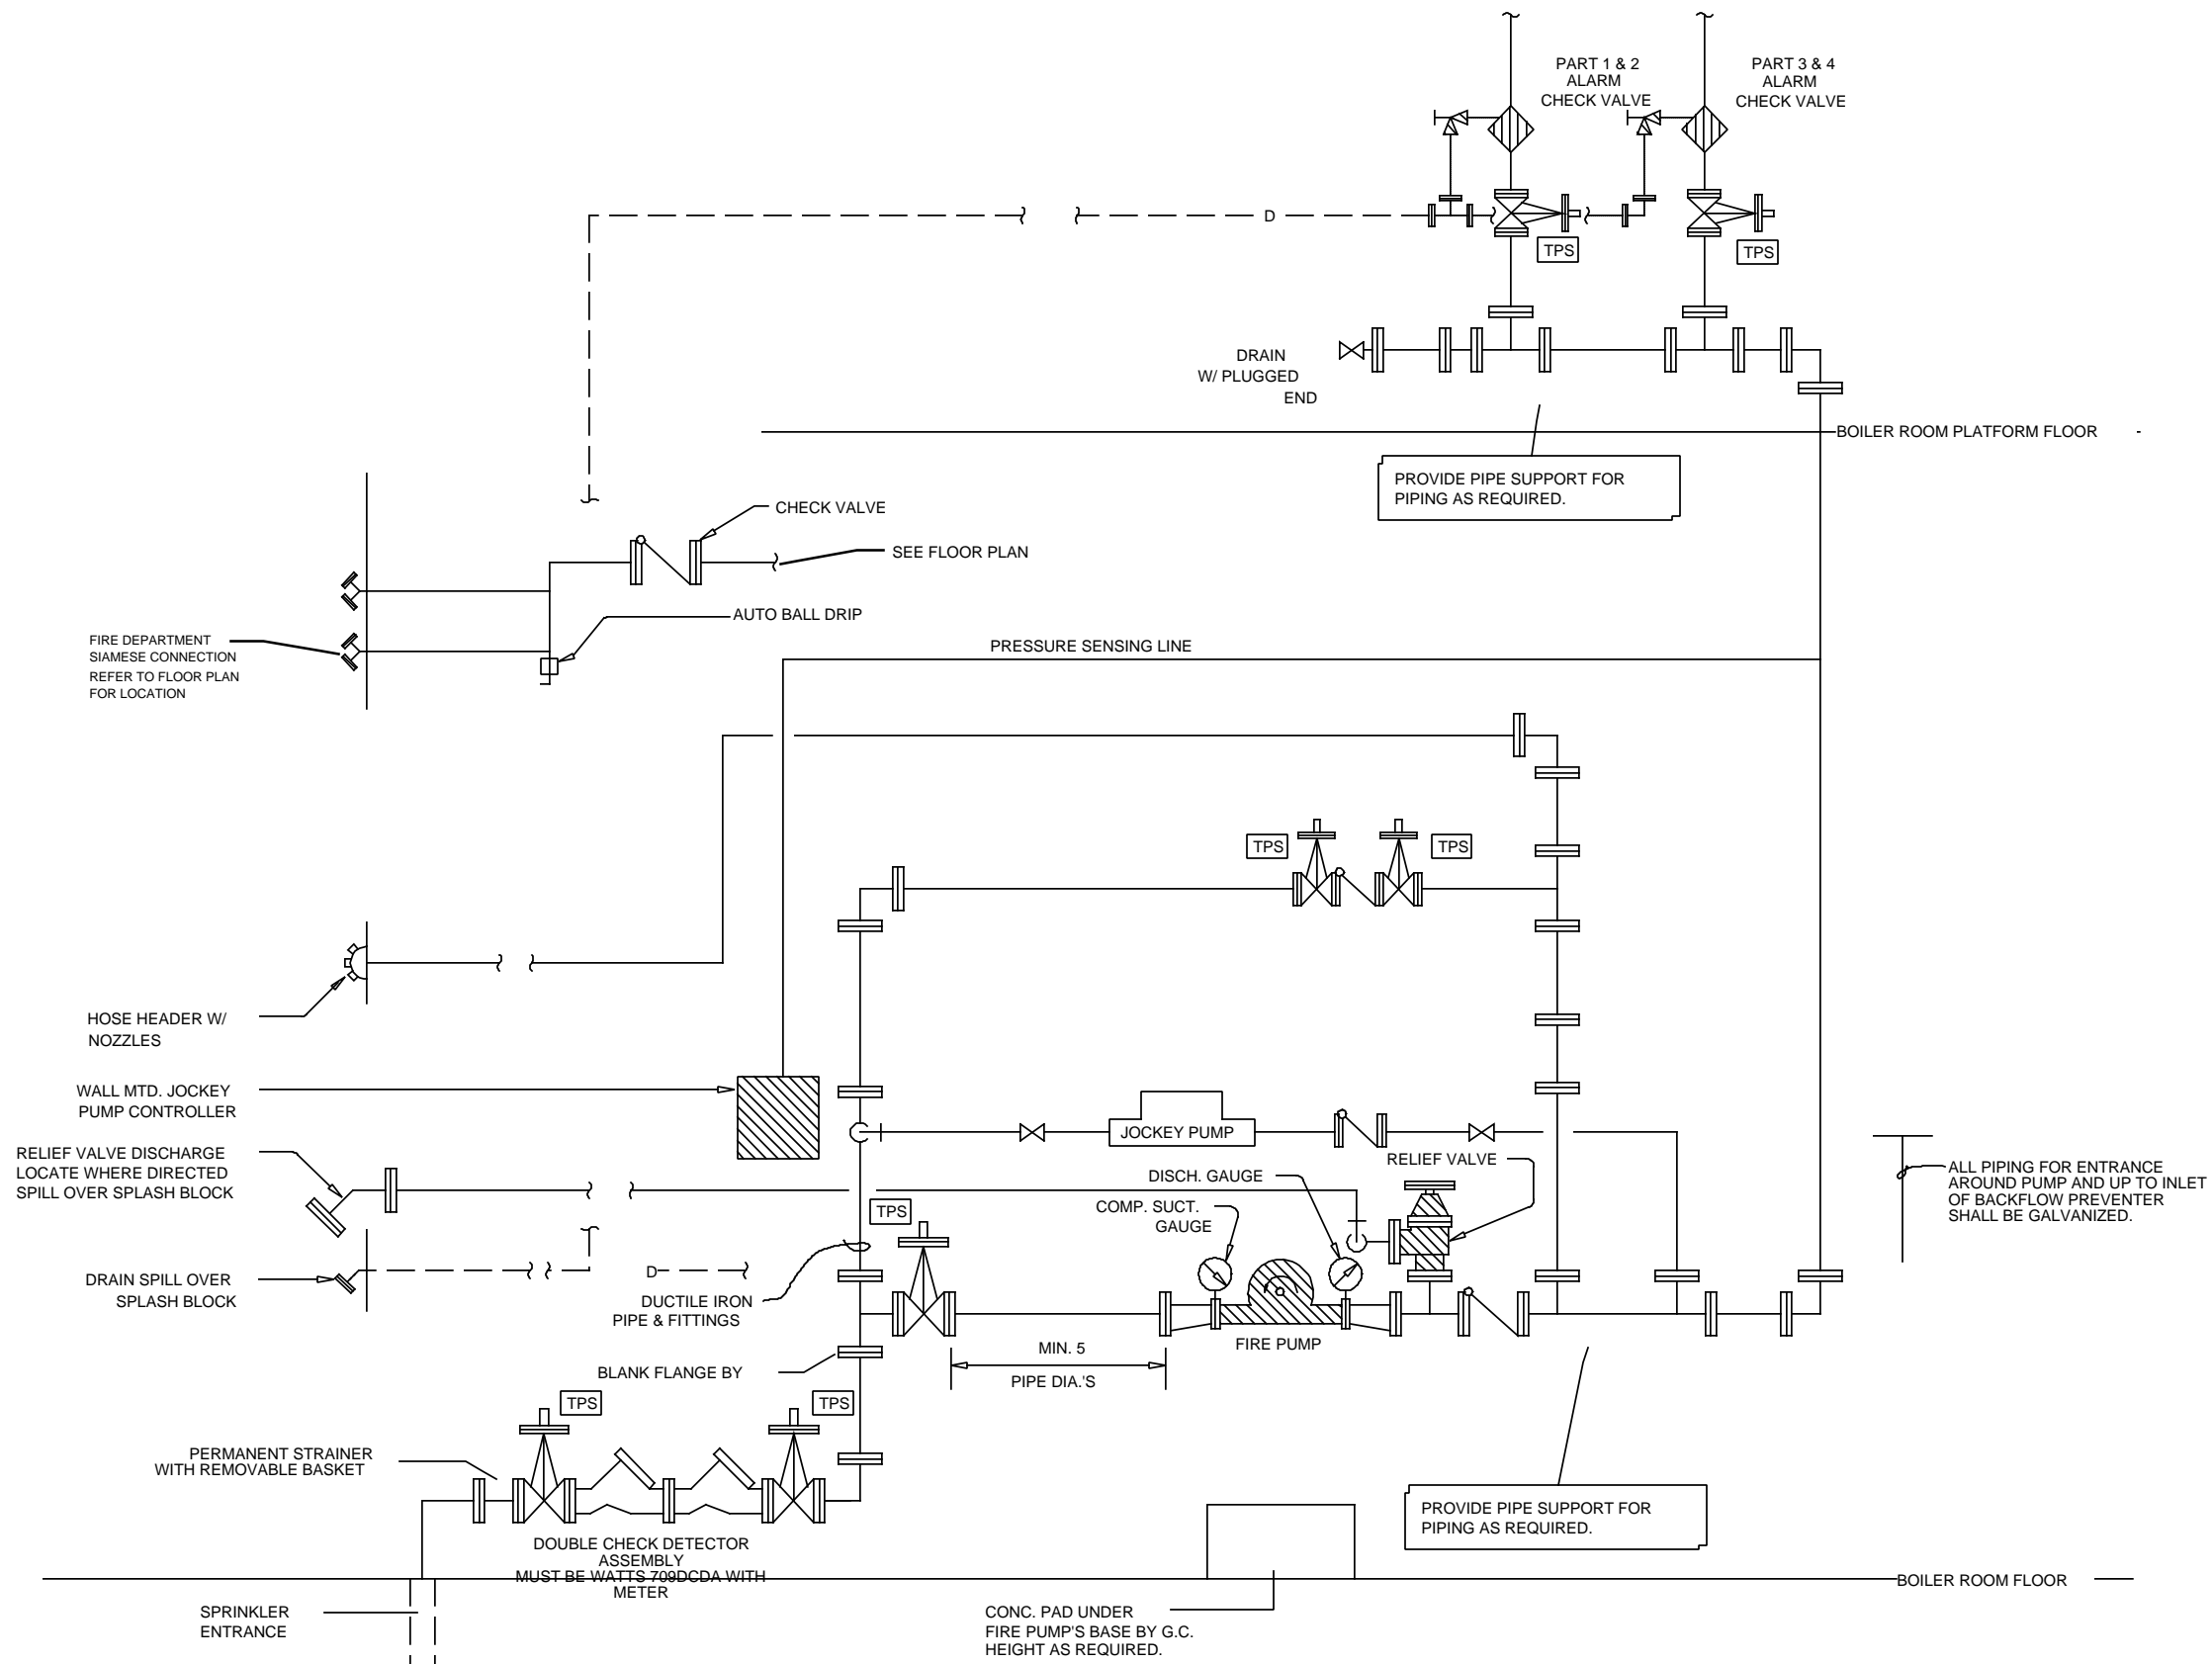 PART 1 & 2
ALARM
CHECK VALVE
PART 3 & 4
ALARM
CHECK VALVE
D
TPS
TPS
DRAIN
W/ PLUGGED
END
BOILER ROOM PLATFORM FLOOR
PROVIDE PIPE SUPPORT FOR
PIPING AS REQUIRED.
CHECK VALVE
SEE FLOOR PLAN
AUTO BALL DRIP
FIRE DEPARTMENT
SIAMESE CONNECTION
REFER TO FLOOR PLAN
FOR LOCATION
PRESSURE SENSING LINE
TPS
TPS
HOSE HEADER W/
NOZZLES
WALL MTD. JOCKEY
PUMP CONTROLLER
JOCKEY PUMP
RELIEF VALVE DISCHARGE
LOCATE WHERE DIRECTED
SPILL OVER SPLASH BLOCK
RELIEF VALVE
DISCH. GAUGE
COMP. SUCT.
GAUGE
TPS
ALL PIPING FOR ENTRANCE
AROUND PUMP AND UP TO INLET
OF BACKFLOW PREVENTER
SHALL BE GALVANIZED.
DRAIN SPILL OVER
SPLASH BLOCK
D
DUCTILE IRON
PIPE & FITTINGS
FIRE PUMP
MIN. 5
PIPE DIA.'S
BLANK FLANGE BY
TPS
TPS
PERMANENT STRAINER
WITH REMOVABLE BASKET
PROVIDE PIPE SUPPORT FOR
PIPING AS REQUIRED.
DOUBLE CHECK DETECTOR
ASSEMBLY
MUST BE WATTS 709DCDA WITH
METER
BOILER ROOM FLOOR
SPRINKLER
ENTRANCE
CONC. PAD UNDER
FIRE PUMP'S BASE BY G.C.
HEIGHT AS REQUIRED.